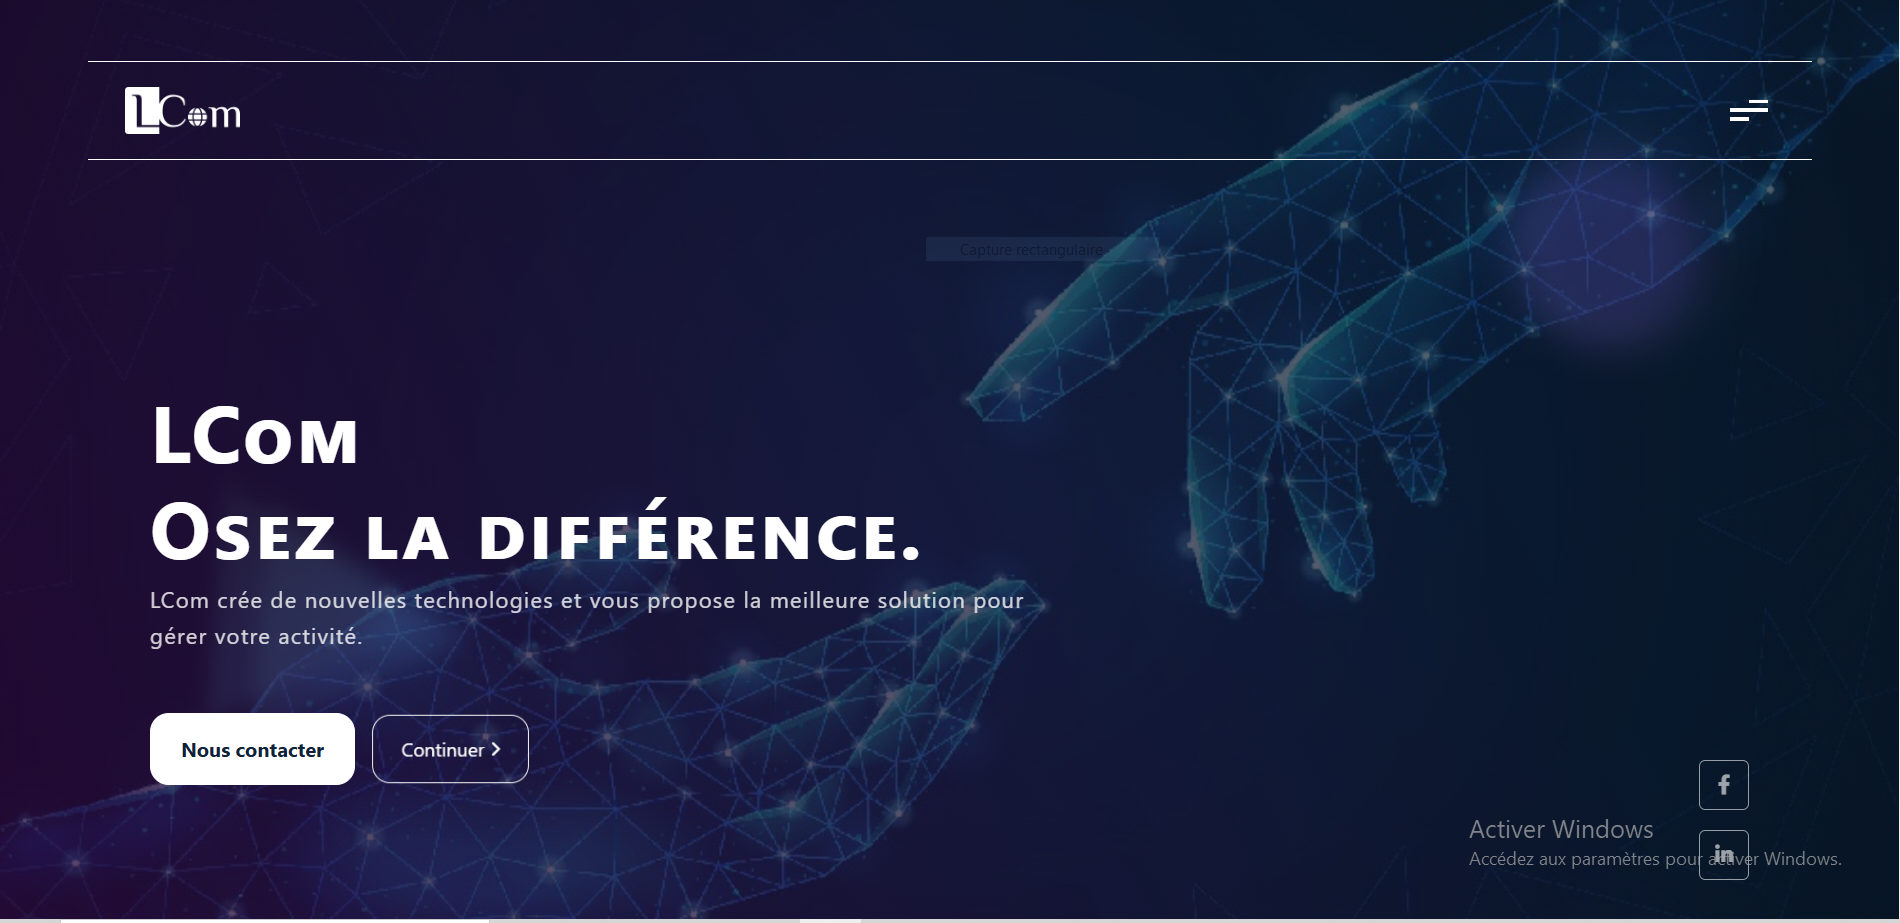 LCom
Capture rectangulaire
LCom
Osez la différence.
LCom crée de nouvelles technologies et vous propose la meilleure solution pour
gérer votre activité.
Nous contacter
Continuer
f
in
Activer Windows
Accédez aux paramètres pour activer Windows.